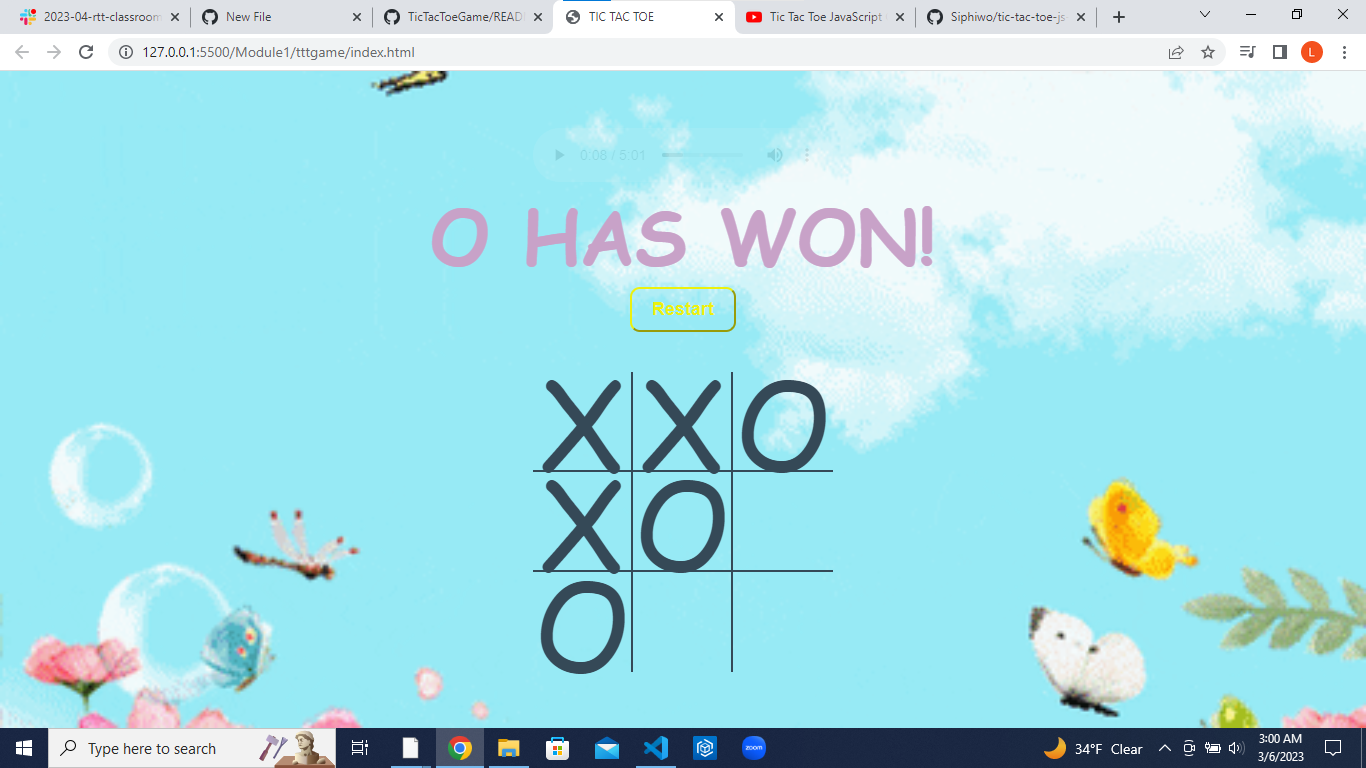 2023-04-rtt-classroom
New File
TicTacToeGame/READ
TIC TAC TOE
Tic Tac Toe JavaScript
Siphiwo/tic-tac-toe-js
127.0.0.1:5500/Module1/tttgame/index.html
L
0:08 / 5:01
O HAS WON!
Restart
X X O
X O
O
Type here to search
zoom
34°F Clear
3:00 AM
3/6/2023